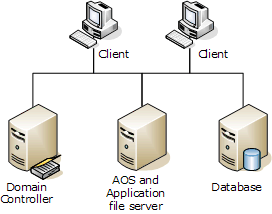 Client
Client
Domain
Controller
AOS and
Application
file server
Database